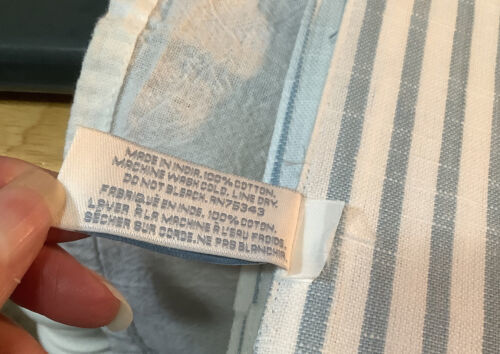 MADE IN INDIA, 100% COTTON.
MACHINE WASH COLD. LINE DRY.
DO NOT BLEACH. RN75343
FABRIQUÉ EN INDE, 100% COTON.
LAVER À LA MACHINE À L'EAU FROIDE.
SÉCHER SUR CORDE. NE PAS BLANCHIR.